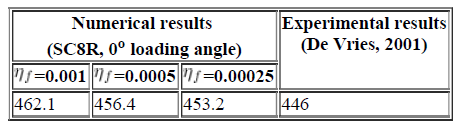 Numerical results
(SC8R, 0° loading angle)
Experimental results
(De Vries, 2001)
ηf=0.001 ηf=0.0005 ηf=0.00025
462.1 456.4 453.2 446